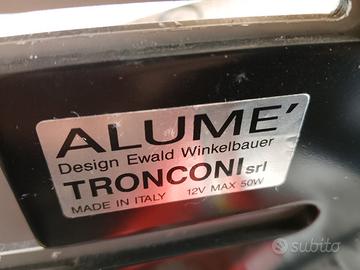 ALUME'
Design Ewald Winkelbauer
TRONCONI srl
MADE IN ITALY 12V MAX 50W
subito